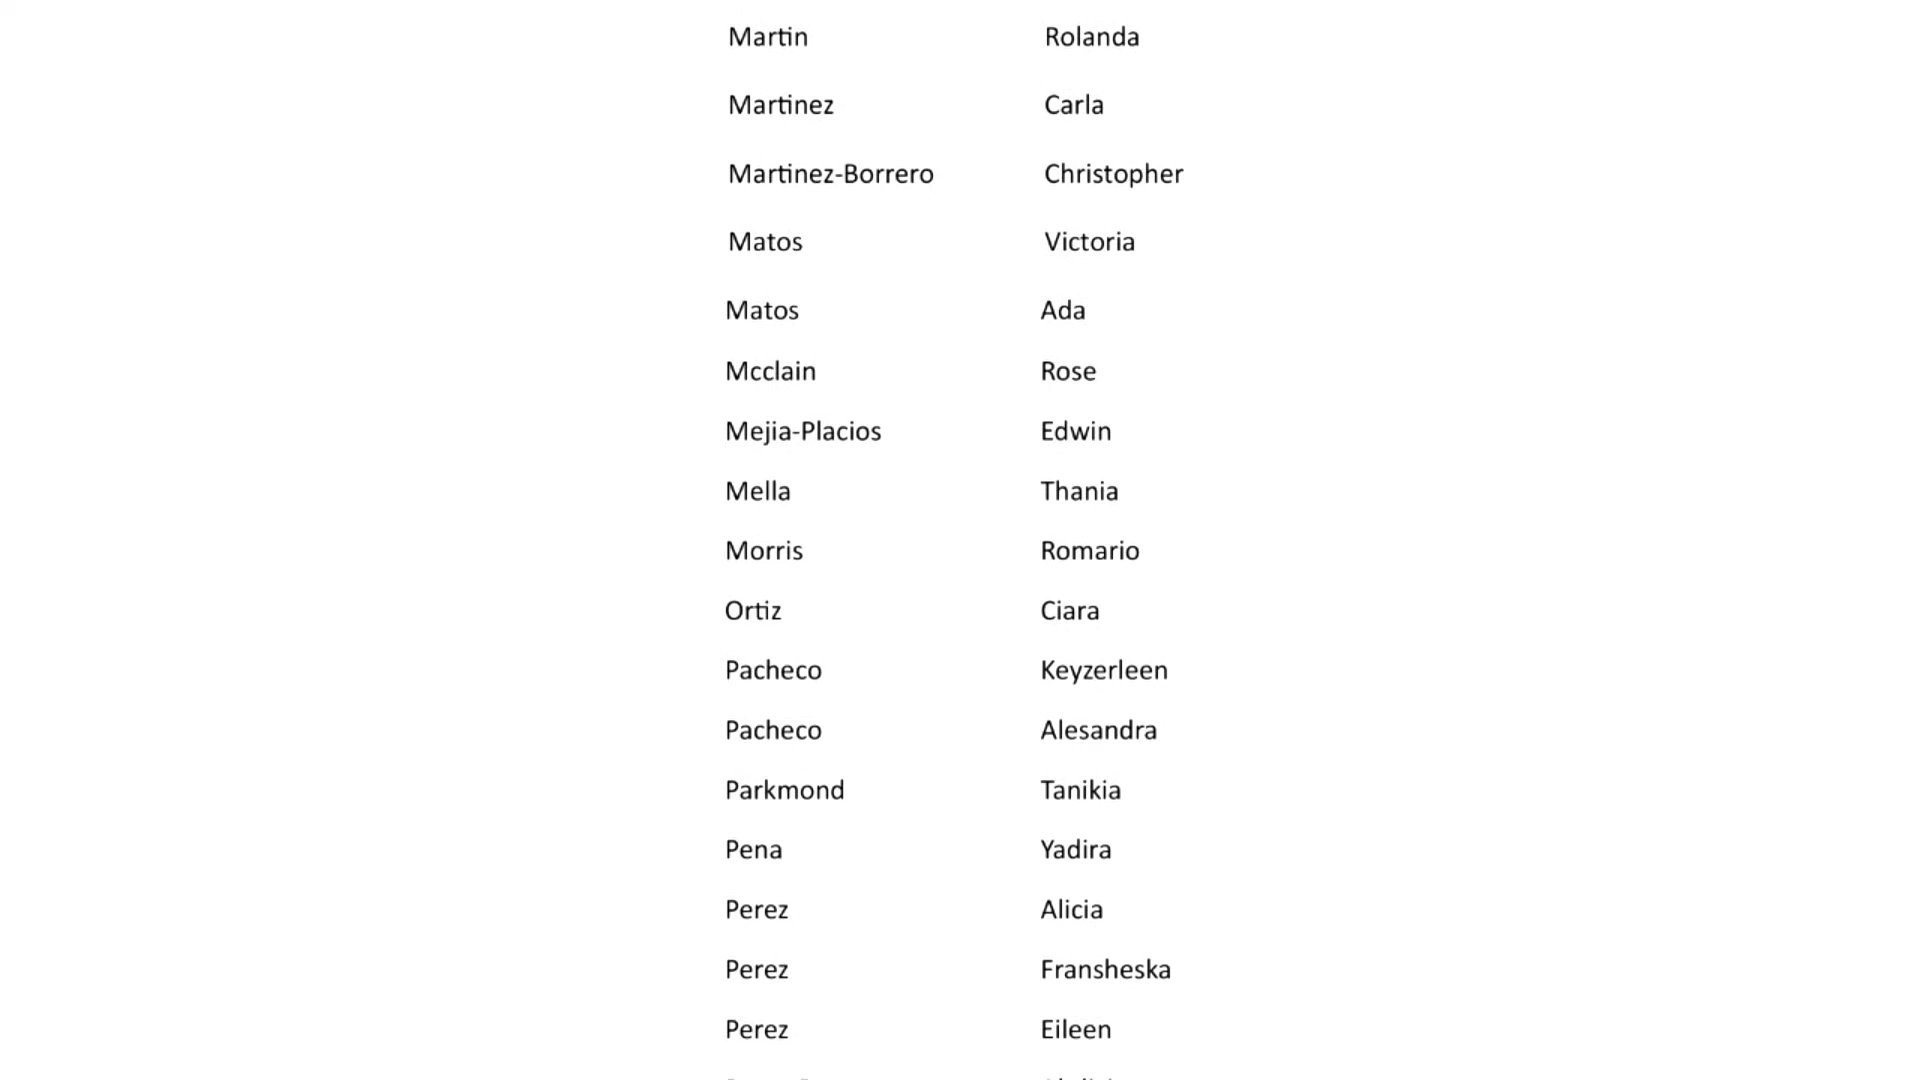 Martin Rolanda
Martinez Carla
Martinez-Borrero Christopher
Matos Victoria
Matos Ada
Mcclain Rose
Mejia-Placios Edwin
Mella Thania
Morris Romario
Ortiz Ciara
Pacheco Keyzerleen
Pacheco Alesandra
Parkmond Tanikia
Pena Yadira
Perez Alicia
Perez Fransheska
Perez Eileen